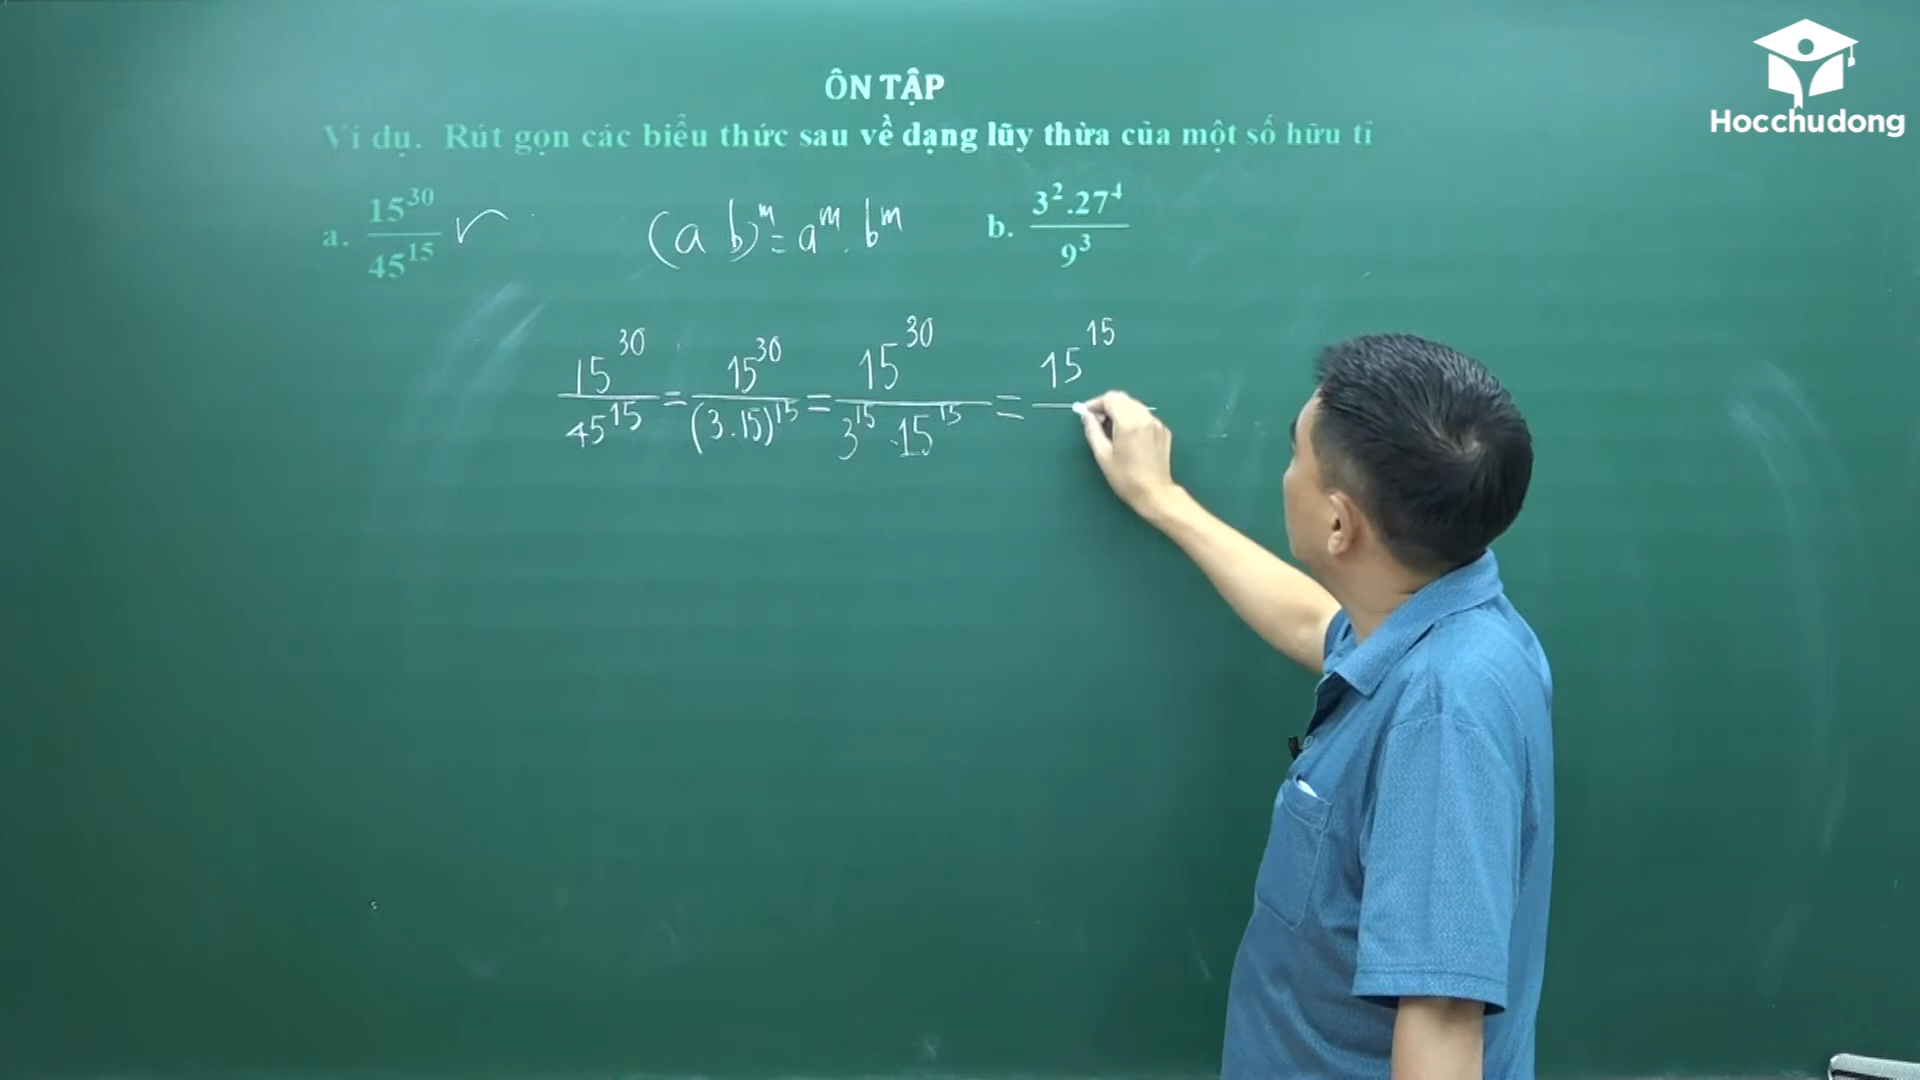 Hocchudong
ÔN TẬP
Ví dụ. Rút gọn các biểu thức sau về dạng lũy thừa của một số hữu tỉ
a. 15^30 / 45^15 (a b)^m = a^m . b^m b. 3^2.27^4 / 9^3
15^30 / 45^15 = 15^30 / (3.15)^15 = 15^30 / 3^15 . 15^15 = 15^15